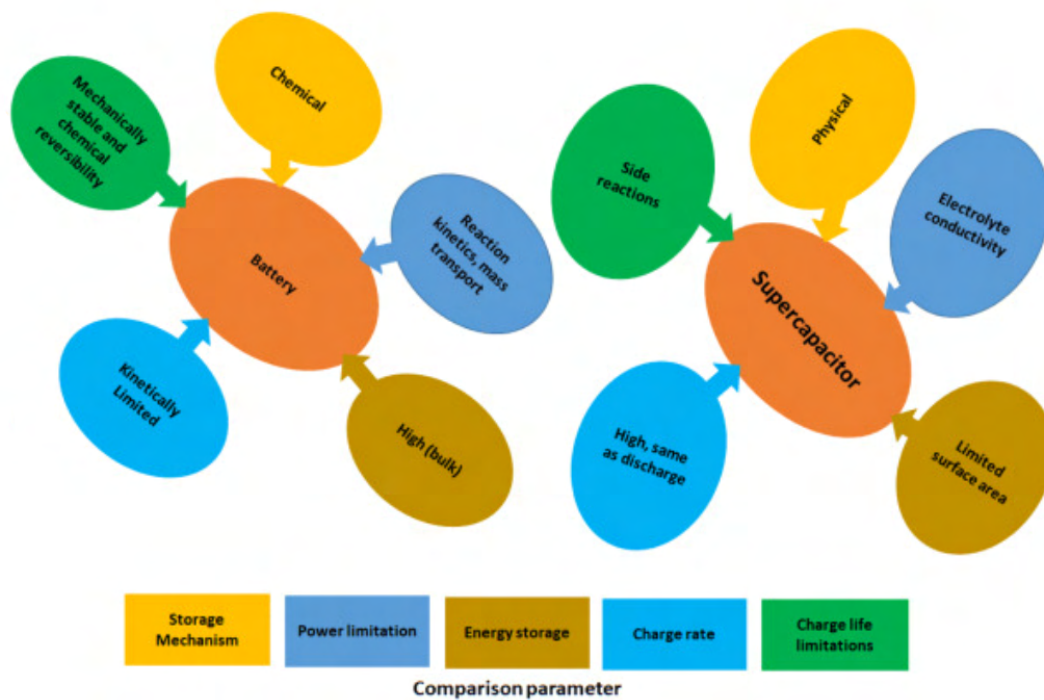 Mechanically
stable and
chemical
reversibility
Chemical
Battery
Reaction
kinetics, mass
transport
Kinetically
Limited
High (bulk)
Side
reactions
Physical
Electrolyte
conductivity
Supercapacitor
High, same
as discharge
Limited
surface area
Storage
Mechanism
Power limitation
Energy storage
Charge rate
Charge life
limitations
Comparison parameter